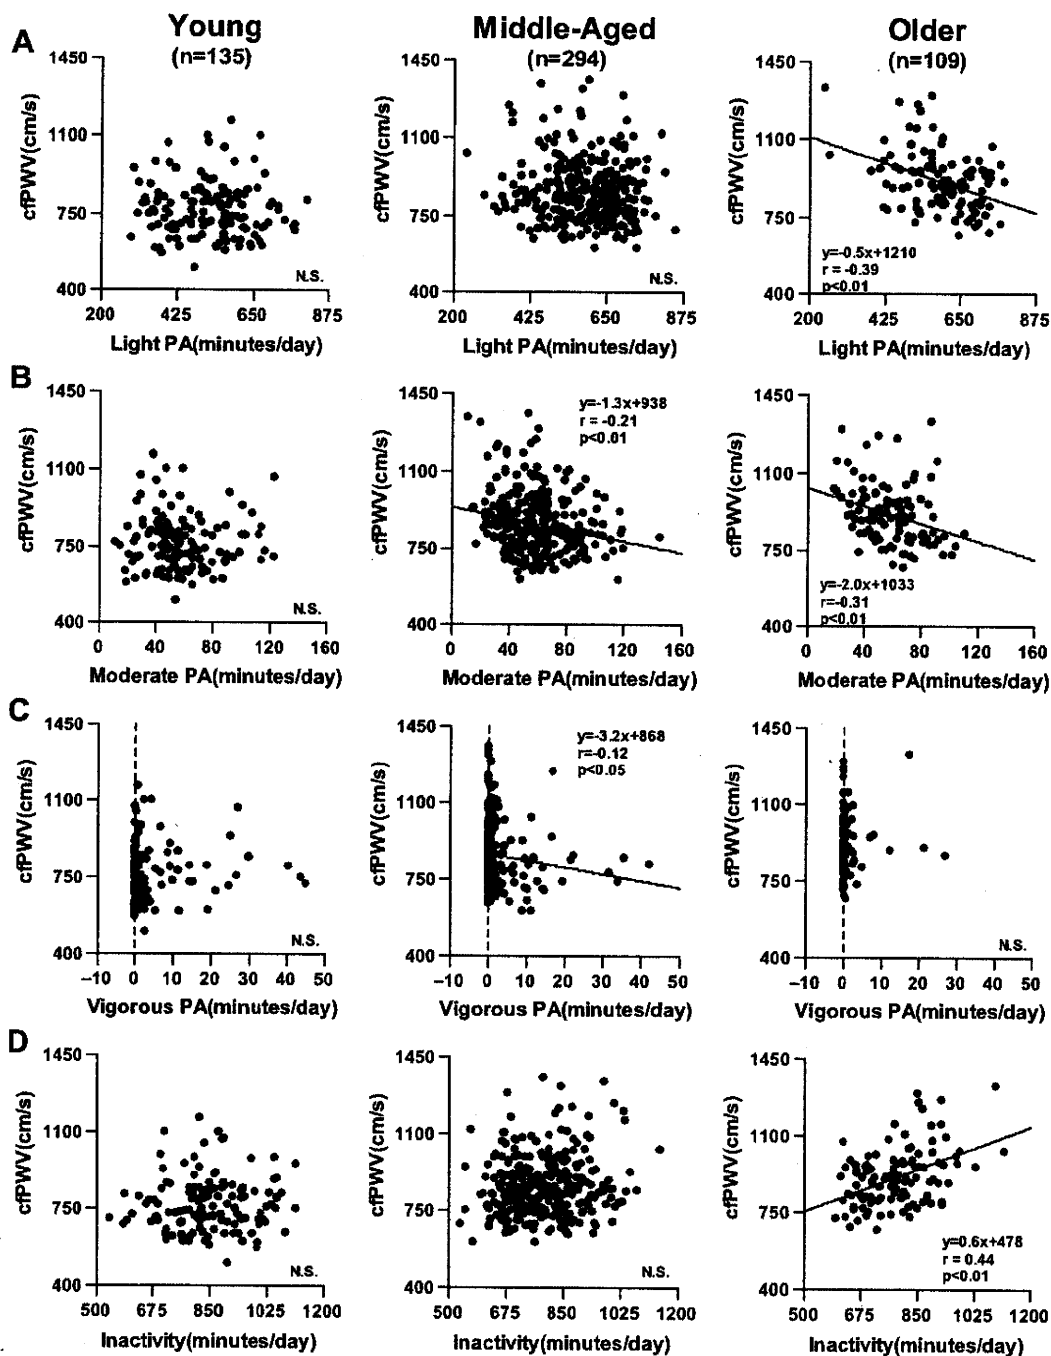 Young
(n=135)
Middle-Aged
(n=294)
Older
(n=109)
A
cfPWV(cm/s)
1450
1100
750
400
200 425 650 875
Light PA(minutes/day)
N.S.
cfPWV(cm/s)
1450
1100
750
400
200 425 650 875
Light PA(minutes/day)
N.S.
cfPWV(cm/s)
1450
1100
750
400
200 425 650 875
Light PA(minutes/day)
y=-0.5x+1210
r = -0.39
p<0.01
B
cfPWV(cm/s)
1450
1100
750
400
0 40 80 120 160
Moderate PA(minutes/day)
N.S.
cfPWV(cm/s)
1450
1100
750
400
0 40 80 120 160
Moderate PA(minutes/day)
y=-1.3x+938
r = -0.21
p<0.01
cfPWV(cm/s)
1450
1100
750
400
0 40 80 120 160
Moderate PA(minutes/day)
y=-2.0x+1033
r=-0.31
p<0.01
C
cfPWV(cm/s)
1450
1100
750
400
–10 0 10 20 30 40 50
Vigorous PA(minutes/day)
N.S.
cfPWV(cm/s)
1450
1100
750
400
–10 0 10 20 30 40 50
Vigorous PA(minutes/day)
y=-3.2x+868
r=-0.12
p<0.05
cfPWV(cm/s)
1450
1100
750
400
–10 0 10 20 30 40 50
Vigorous PA(minutes/day)
N.S.
D
cfPWV(cm/s)
1450
1100
750
400
500 675 850 1025 1200
Inactivity(minutes/day)
N.S.
cfPWV(cm/s)
1450
1100
750
400
500 675 850 1025 1200
Inactivity(minutes/day)
N.S.
cfPWV(cm/s)
1450
1100
750
400
500 675 850 1025 1200
Inactivity(minutes/day)
y=0.6x+478
r = 0.44
p<0.01